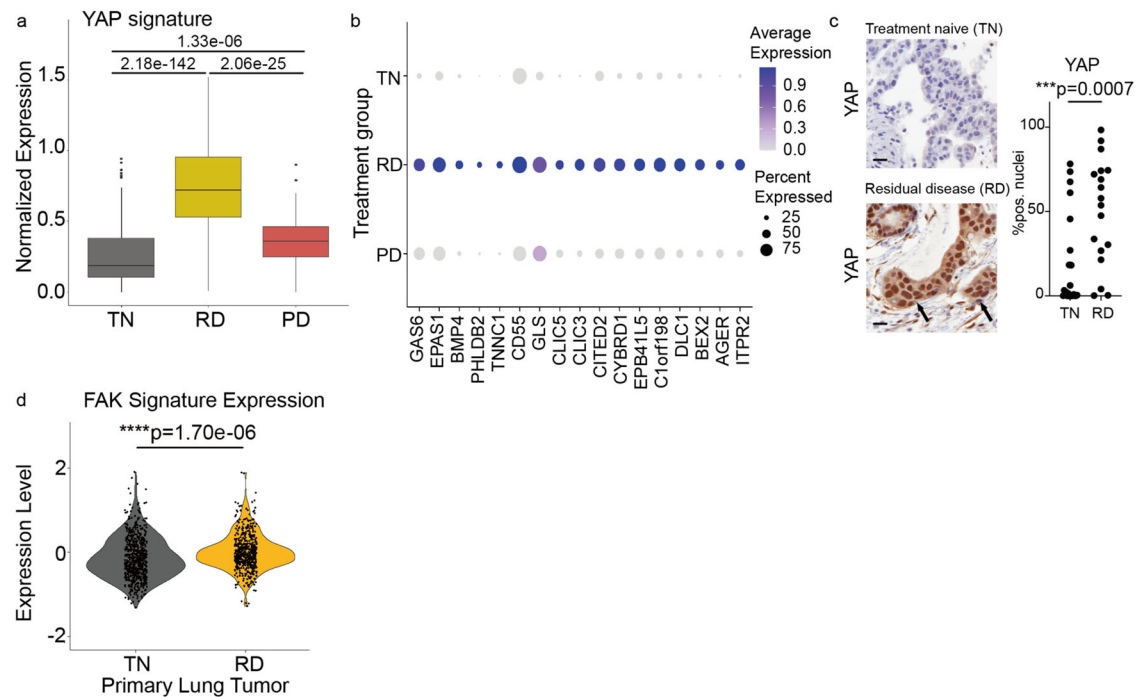 a
YAP signature
1.33e-06
2.18e-142
2.06e-25
Normalized Expression
1.5
1.0
0.5
0.0
TN
RD
PD
b
Treatment group
TN
RD
PD
GAS6
EPAS1
BMP4
PHLDB2
TNNC1
CD55
GLS
CLIC5
CLIC3
CITED2
CYBRD1
EPB41L5
C1orf198
DLC1
BEX2
AGER
ITPR2
Average
Expression
0.9
0.6
0.3
0.0
Percent
Expressed
25
50
75
c
Treatment naive (TN)
YAP
Residual disease (RD)
YAP
YAP
***p=0.0007
%pos. nuclei
100
50
0
TN
RD
d
FAK Signature Expression
****p=1.70e-06
Expression Level
2
0
-2
TN
RD
Primary Lung Tumor